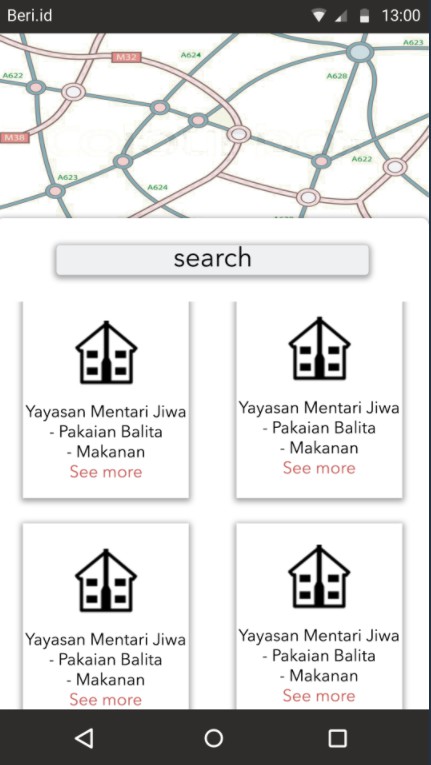 Beri.id
13:00
A624
A623
M32
A622
A628
M38
A622
A623
A624
search
Yayasan Mentari Jiwa
- Pakaian Balita
- Makanan
See more
Yayasan Mentari Jiwa
- Pakaian Balita
- Makanan
See more
Yayasan Mentari Jiwa
- Pakaian Balita
- Makanan
See more
Yayasan Mentari Jiwa
- Pakaian Balita
- Makanan
See more